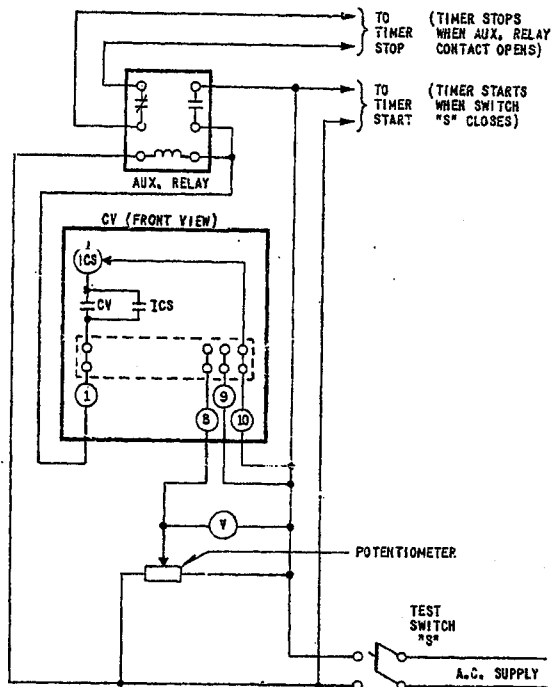 TO (TIMER STOPS
TIMER WHEN AUX. RELAY
STOP CONTACT OPENS)
TO (TIMER STARTS
TIMER WHEN SWITCH
START "S" CLOSES)
AUX. RELAY
CV (FRONT VIEW)
ICS
CV ICS
1
8
9
10
V
POTENTIOMETER
TEST
SWITCH
"S"
A.C. SUPPLY